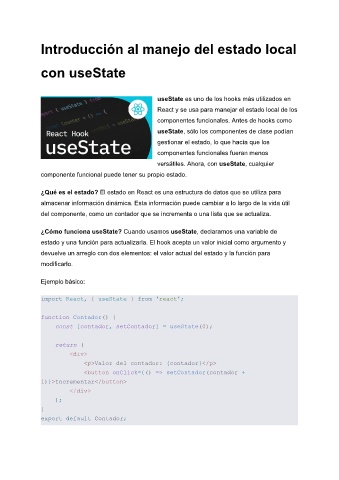 Introducción al manejo del estado local
con useState
{ useState } from
React Hook
useState
useState es uno de los hooks más utilizados en
React y se usa para manejar el estado local de los
componentes funcionales. Antes de hooks como
useState, sólo los componentes de clase podían
gestionar el estado, lo que hacía que los
componentes funcionales fueran menos
versátiles. Ahora, con useState, cualquier
componente funcional puede tener su propio estado.
¿Qué es el estado? El estado en React es una estructura de datos que se utiliza para
almacenar información dinámica. Esta información puede cambiar a lo largo de la vida útil
del componente, como un contador que se incrementa o una lista que se actualiza.
¿Cómo funciona useState? Cuando usamos useState, declaramos una variable de
estado y una función para actualizarla. El hook acepta un valor inicial como argumento y
devuelve un arreglo con dos elementos: el valor actual del estado y la función para
modificarlo.
Ejemplo básico:
import React, { useState } from 'react';
function Contador() {
const [contador, setContador] = useState(0);
return (
<div>
<p>Valor del contador: {contador}</p>
<button onClick={() => setContador(contador +
1)}>Incrementar</button>
</div>
);
}
export default Contador;